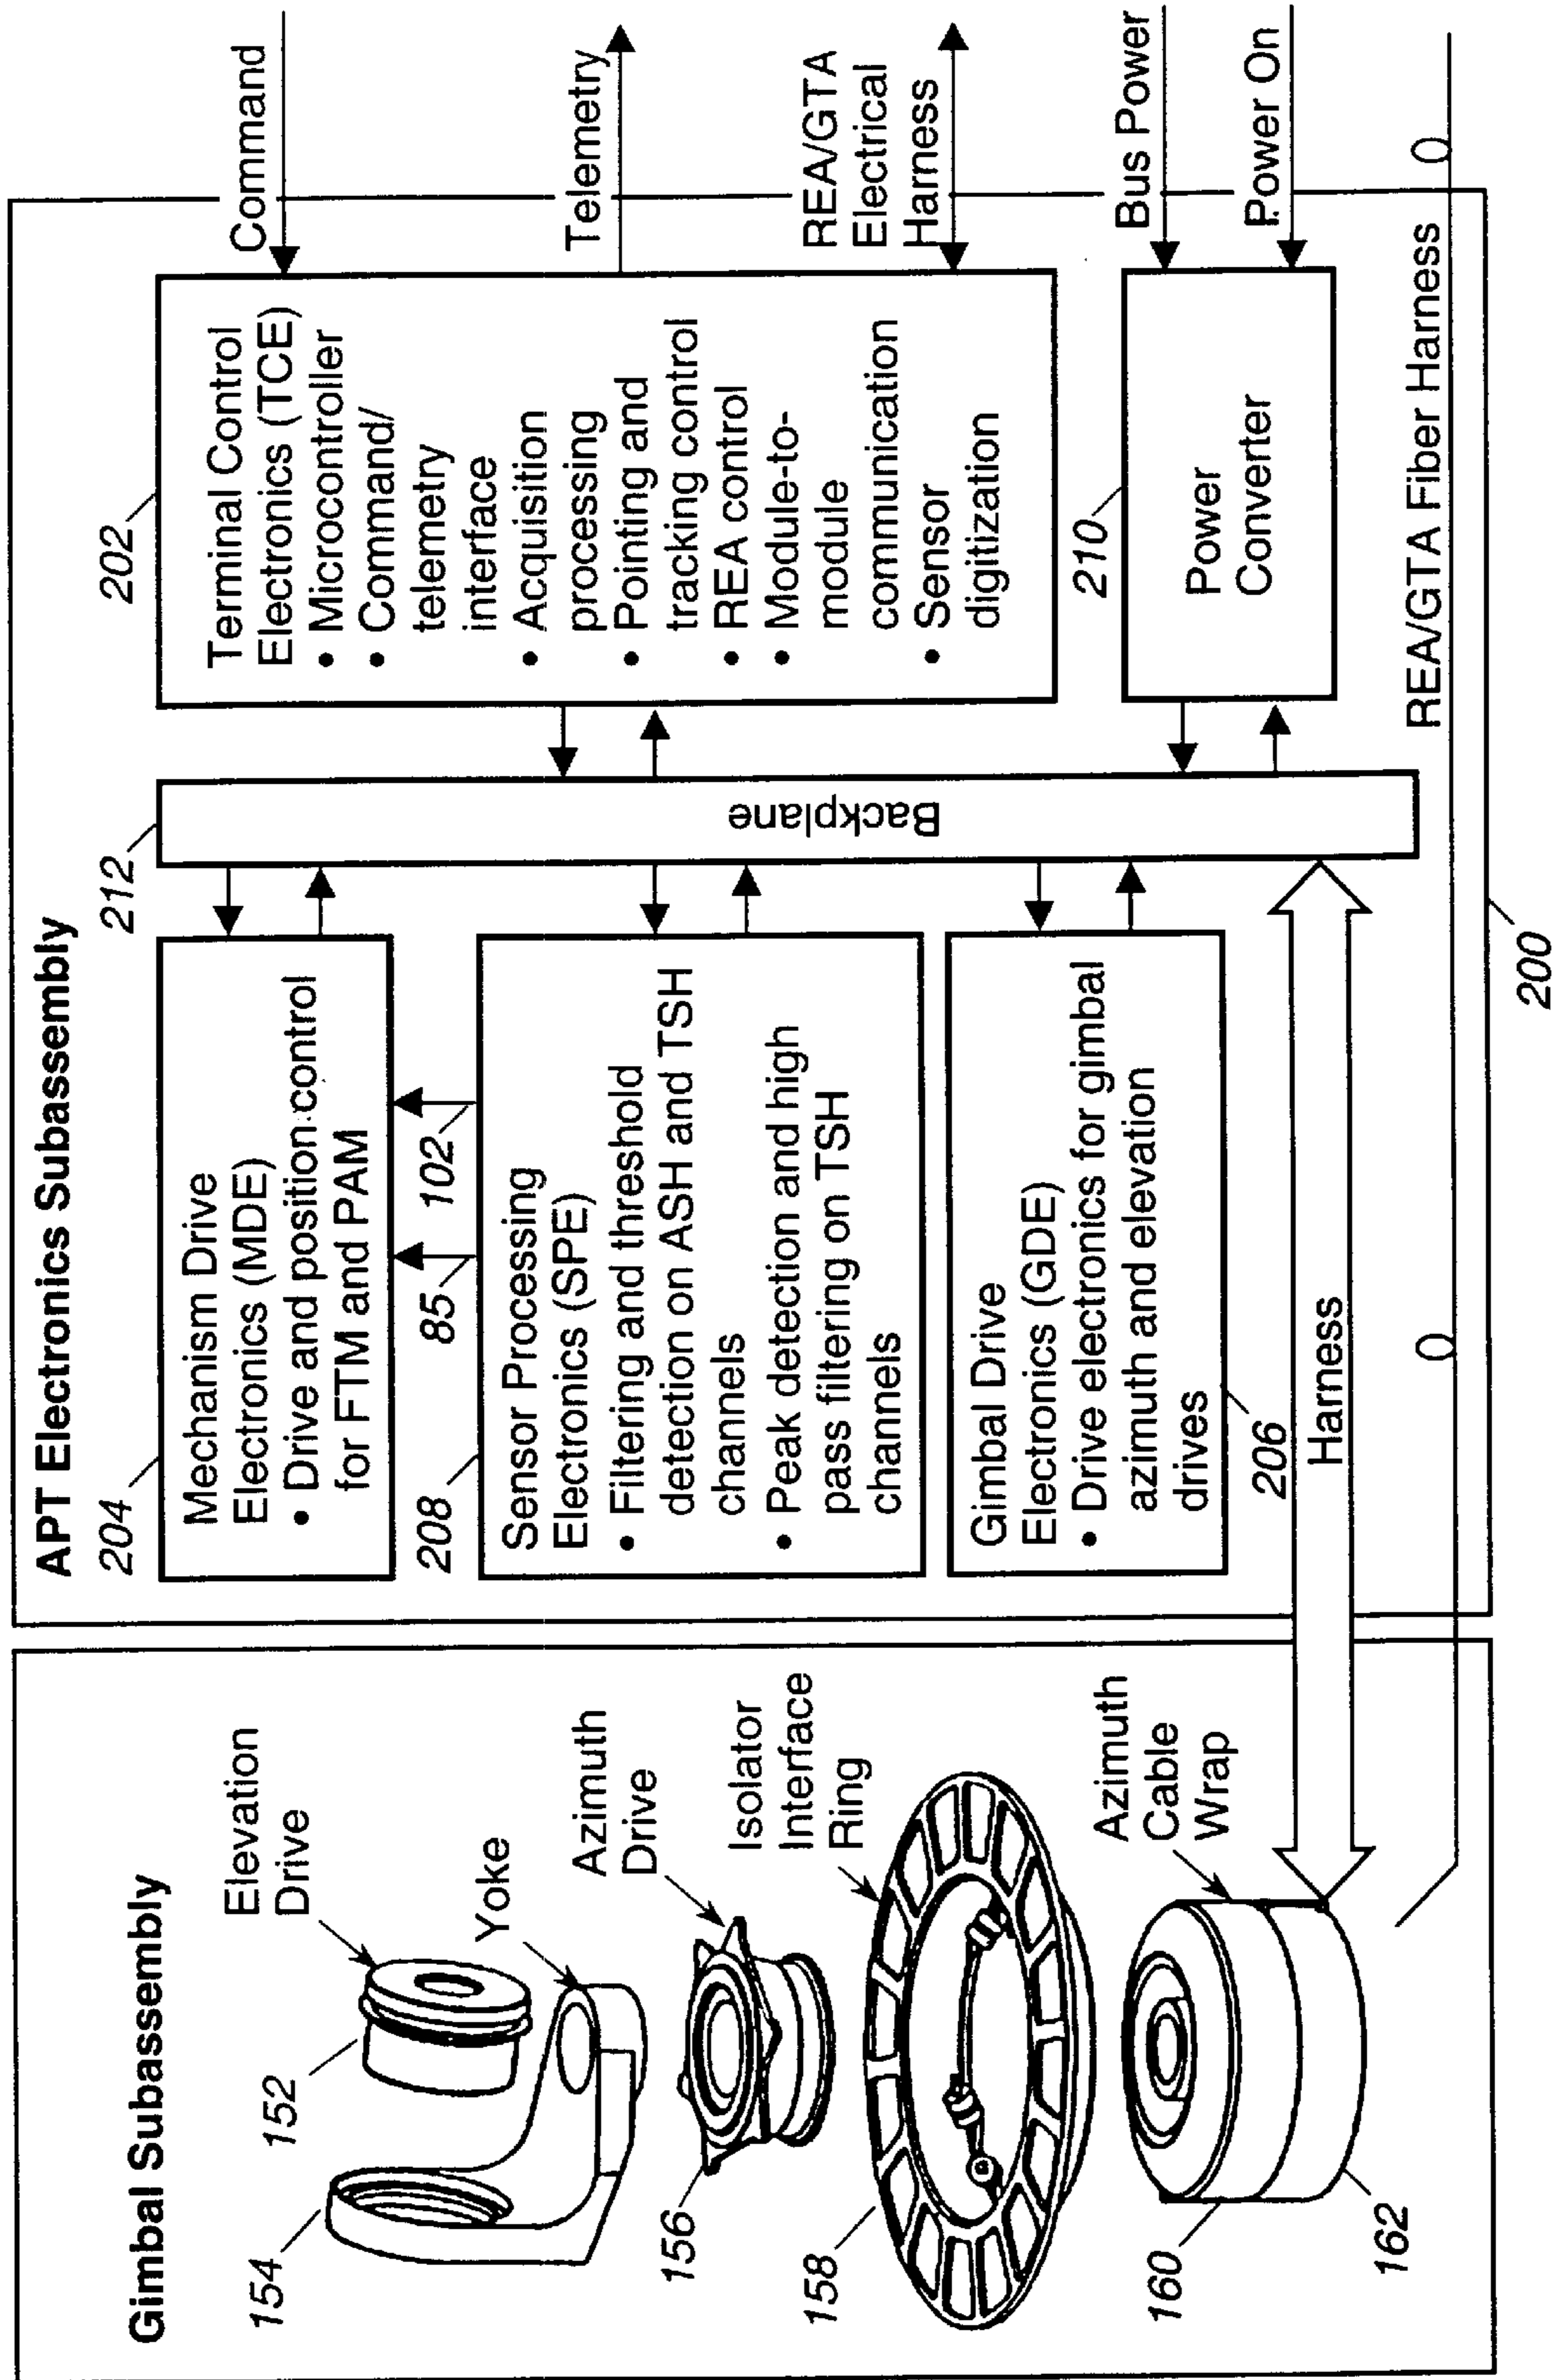 Gimbal Subassembly
154
152
Elevation
Drive
Yoke
156
Azimuth
Drive
158
Isolator
Interface
Ring
160
162
Azimuth
Cable
Wrap
APT Electronics Subassembly
204
Mechanism Drive
Electronics (MDE)
• Drive and position control
for FTM and PAM
85
102
208
Sensor Processing
Electronics (SPE)
• Filtering and threshold
detection on ASH and TSH
channels
• Peak detection and high
pass filtering on TSH
channels
Gimbal Drive
Electronics (GDE)
• Drive electronics for gimbal
azimuth and elevation
drives
206
Harness
212
Backplane
202
Terminal Control
Electronics (TCE)
• Microcontroller
• Command/
telemetry
interface
• Acquisition
processing
• Pointing and
tracking control
• REA control
• Module-to-
module
communication
• Sensor
digitization
210
Power
Converter
REA/GTA Fiber Harness
200
Command
Telemetry
REA/GTA
Electrical
Harness
Bus Power
Power On